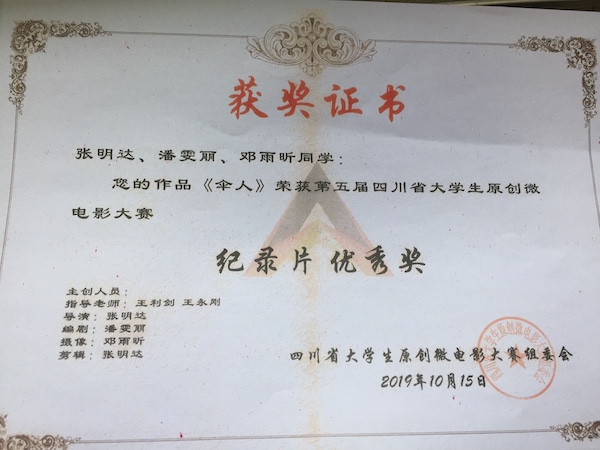 获奖证书
张明达、潘雯丽、邓雨昕同学：
您的作品《伞人》荣获第五届四川省大学生原创微
电影大赛
纪录片优秀奖
主创人员：
指导老师：王利剑 王永刚
导演：张明达
编剧：潘雯丽
摄像：邓雨昕
剪辑：张明达
四川省大学生原创微电影大赛组委会
2019年10月15日